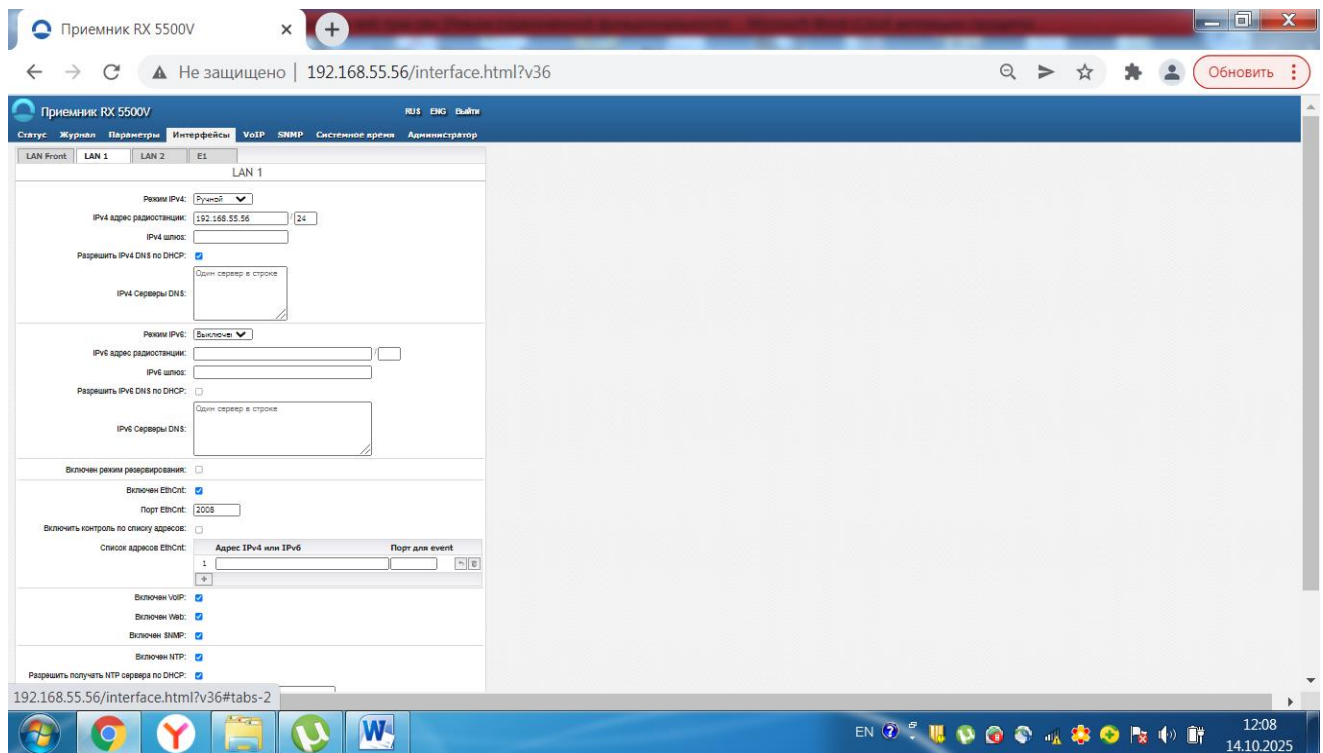 Приемник RX 5500V
Не защищено | 192.168.55.56/interface.html?v36
Обновить
Приемник RX 5500V RUS ENG Выйти
Статус Журнал Параметры Интерфейсы VoIP SNMP Системное время Администратор
LAN Front LAN 1 LAN 2 E1
LAN 1
Режим IPv4: Ручной
IPv4 адрес радиостанции: 192.168.55.56 / 24
IPv4 шлюз:
Разрешить IPv4 DNS по DHCP:
Один сервер в строке
IPv4 Серверы DNS:
Режим IPv6: Выключен
IPv6 адрес радиостанции: /
IPv6 шлюз:
Разрешить IPv6 DNS по DHCP:
Один сервер в строке
IPv6 Серверы DNS:
Включен режим резервирования:
Включен EthCnt:
Порт EthCnt: 2008
Включить контроль по списку адресов:
Список адресов EthCnt: Адрес IPv4 или IPv6 Порт для event
1
+
Включен VoIP:
Включен Web:
Включен SNMP:
Включен NTP:
Разрешить получать NTP сервера по DHCP:
192.168.55.56/interface.html?v36#tabs-2
EN 12:08
14.10.2025